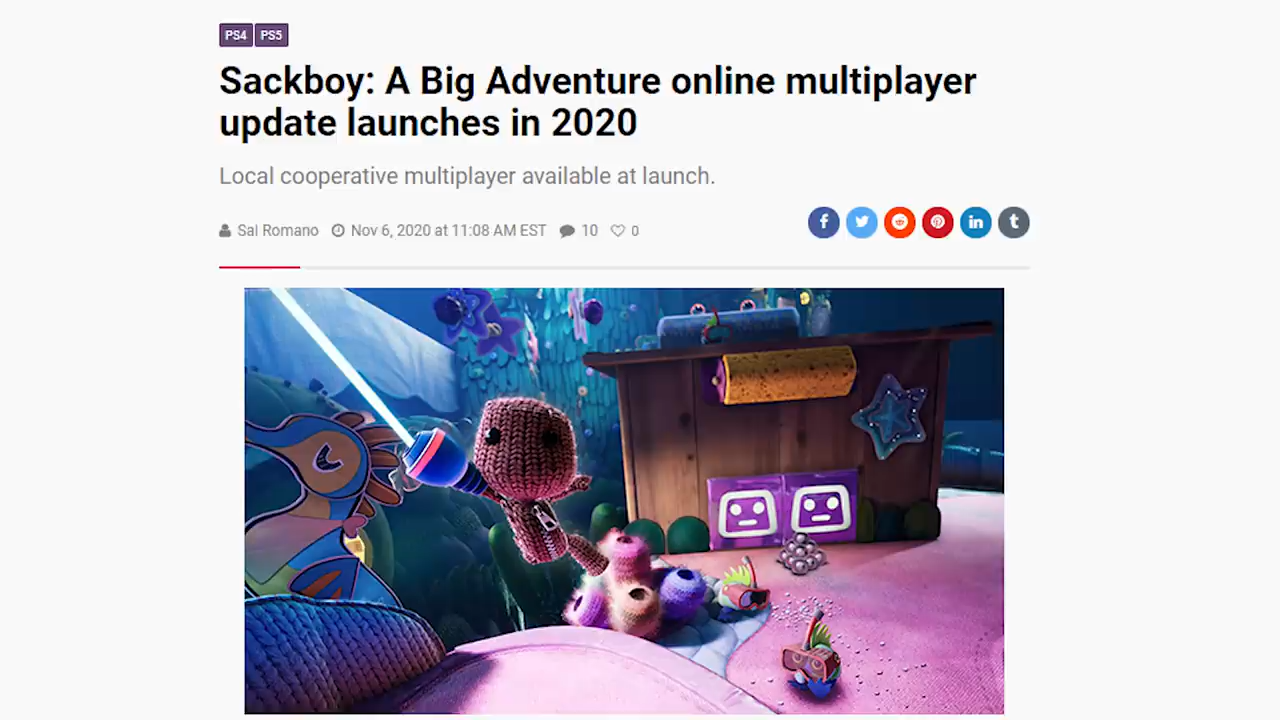 PS4 PS5
Sackboy: A Big Adventure online multiplayer
update launches in 2020
Local cooperative multiplayer available at launch.
Sal Romano Nov 6, 2020 at 11:08 AM EST 10 0